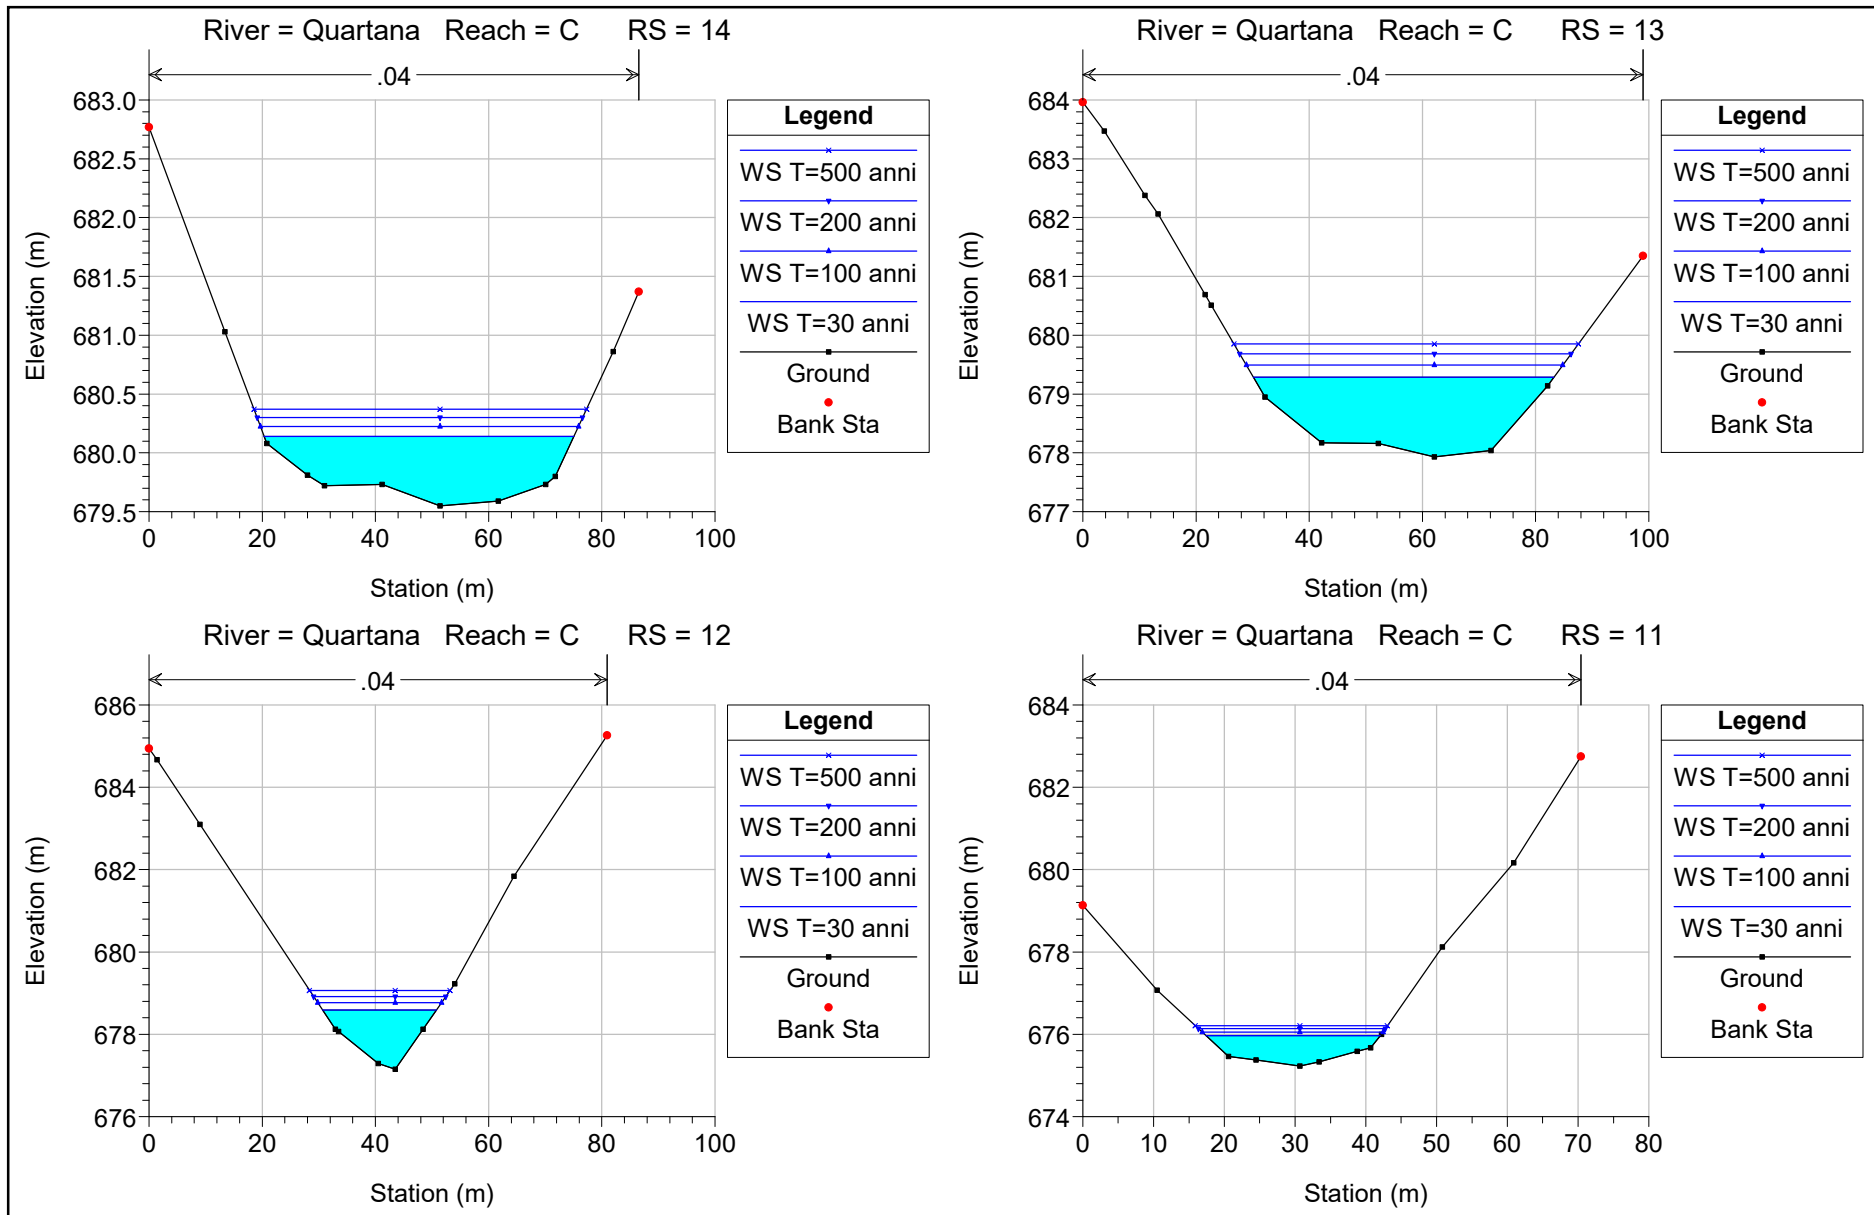 River = Quartana Reach = C RS = 14
.04
683.0
682.5
682.0
681.5
681.0
680.5
680.0
679.5
0 20 40 60 80 100
Elevation (m)
Station (m)
Legend
WS T=500 anni
WS T=200 anni
WS T=100 anni
WS T=30 anni
Ground
Bank Sta
River = Quartana Reach = C RS = 13
.04
684
683
682
681
680
679
678
677
0 20 40 60 80 100
Elevation (m)
Station (m)
Legend
WS T=500 anni
WS T=200 anni
WS T=100 anni
WS T=30 anni
Ground
Bank Sta
River = Quartana Reach = C RS = 12
.04
686
684
682
680
678
676
0 20 40 60 80 100
Elevation (m)
Station (m)
Legend
WS T=500 anni
WS T=200 anni
WS T=100 anni
WS T=30 anni
Ground
Bank Sta
River = Quartana Reach = C RS = 11
.04
684
682
680
678
676
674
0 10 20 30 40 50 60 70 80
Elevation (m)
Station (m)
Legend
WS T=500 anni
WS T=200 anni
WS T=100 anni
WS T=30 anni
Ground
Bank Sta